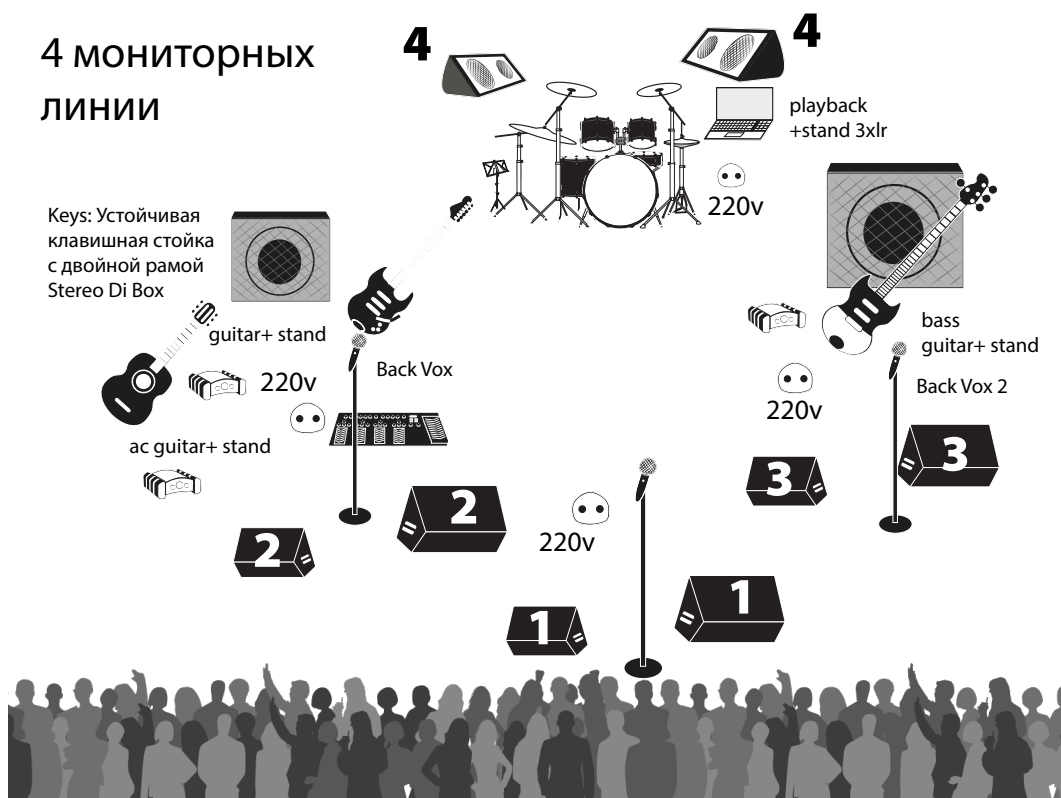 4 мониторных
линии
4
4
playback
+stand 3xlr
220v
Keys: Устойчивая
клавишная стойка
с двойной рамой
Stereo Di Box
guitar+ stand
220v
Back Vox
ac guitar+ stand
bass
guitar+ stand
Back Vox 2
220v
2
2
220v
3
3
1
1